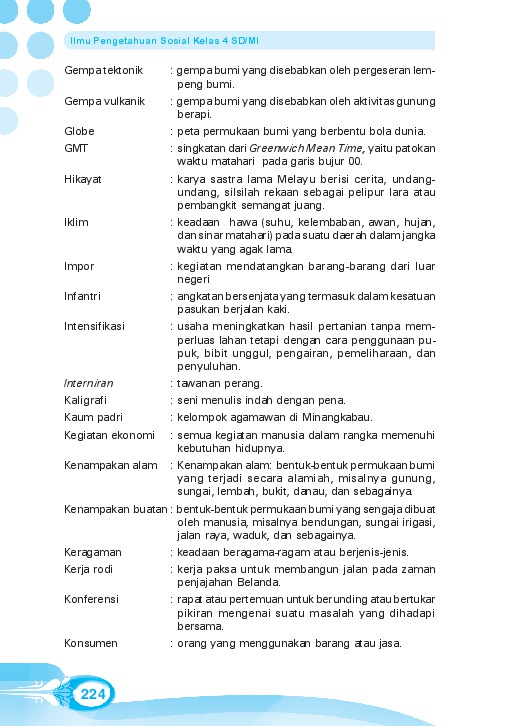 Ilmu Pengetahuan Sosial Kelas 4 SD/MI
Gempa tektonik : gempa bumi yang disebabkan oleh pergeseran lem-
peng bumi.
Gempa vulkanik : gempa bumi yang disebabkan oleh aktivitas gunung
berapi.
Globe : peta permukaan bumi yang berbentu bola dunia.
GMT : singkatan dari Greenwich Mean Time, yaitu patokan
waktu matahari pada garis bujur 00.
Hikayat : karya sastra lama Melayu berisi cerita, undang-
undang, silsilah rekaan sebagai pelipur lara atau
pembangkit semangat juang.
Iklim : keadaan hawa (suhu, kelembaban, awan, hujan,
dan sinar matahari) pada suatu daerah dalam jangka
waktu yang agak lama.
Impor : kegiatan mendatangkan barang-barang dari luar
negeri
Infantri : angkatan bersenjata yang termasuk dalam kesatuan
pasukan berjalan kaki.
Intensifikasi : usaha meningkatkan hasil pertanian tanpa mem-
perluas lahan tetapi dengan cara penggunaan pu-
puk, bibit unggul, pengairan, pemeliharaan, dan
penyuluhan.
Interniran : tawanan perang.
Kaligrafi : seni menulis indah dengan pena.
Kaum padri : kelompok agamawan di Minangkabau.
Kegiatan ekonomi : semua kegiatan manusia dalam rangka memenuhi
kebutuhan hidupnya.
Kenampakan alam : Kenampakan alam: bentuk-bentuk permukaan bumi
yang terjadi secara alamiah, misalnya gunung,
sungai, lembah, bukit, danau, dan sebagainya.
Kenampakan buatan : bentuk-bentuk permukaan bumi yang sengaja dibuat
oleh manusia, misalnya bendungan, sungai irigasi,
jalan raya, waduk, dan sebagainya.
Keragaman : keadaan beragama-ragam atau berjenis-jenis.
Kerja rodi : kerja paksa untuk membangun jalan pada zaman
penjajahan Belanda.
Konferensi : rapat atau pertemuan untuk berunding atau bertukar
pikiran mengenai suatu masalah yang dihadapi
bersama.
Konsumen : orang yang menggunakan barang atau jasa.
224